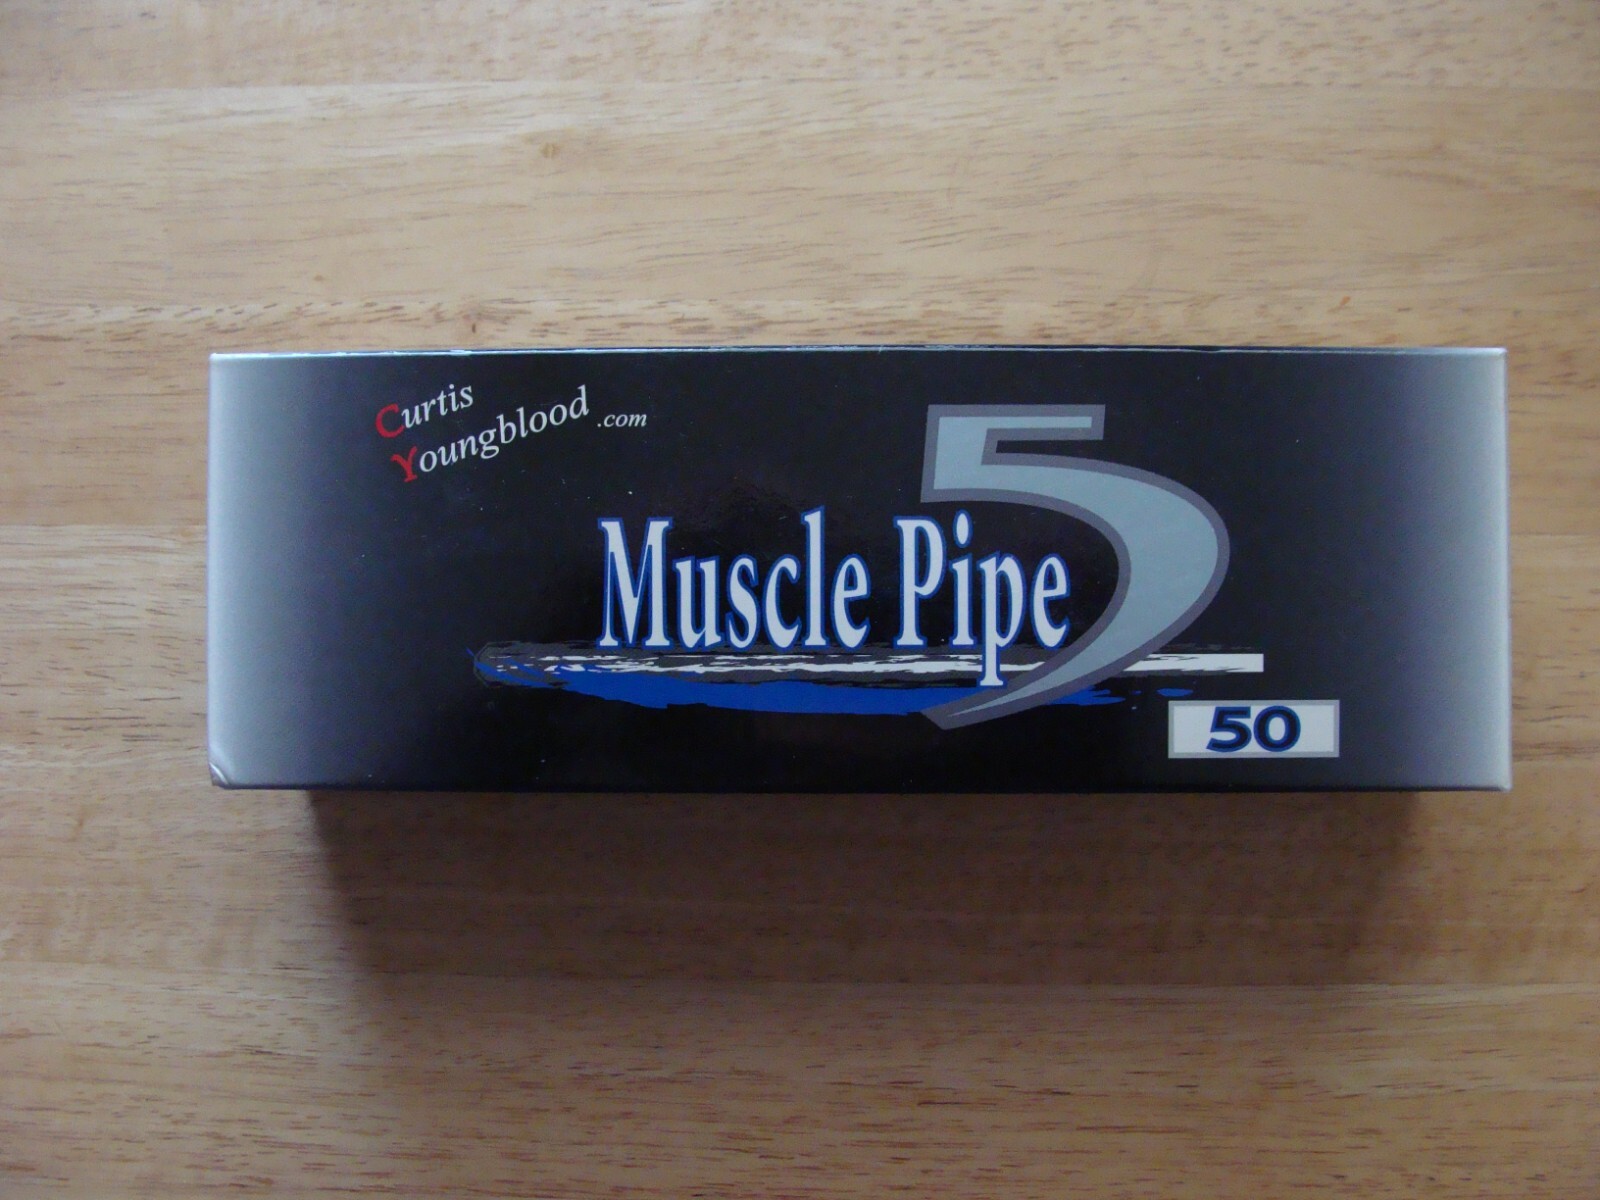 Curtis
Youngblood .com
Muscle Pipe 5
50